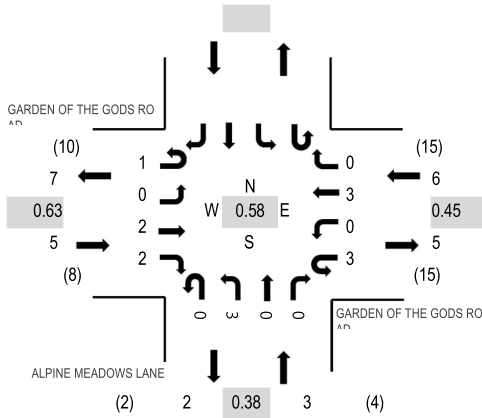 GARDEN OF THE GODS RO
AD
(10) (15)
1 0
7 6
0 N 3
0.63 W 0.58 E 0.45
2 0
5 S 5
2 3
(8) (15)
0 3 0 0
GARDEN OF THE GODS RO
AD
ALPINE MEADOWS LANE
(2) 2 0.38 3 (4)